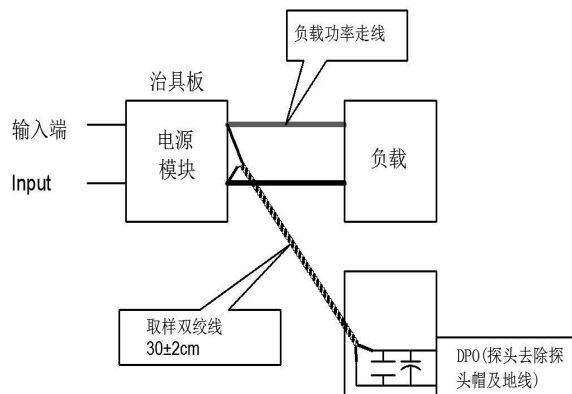 负载功率走线
治具板
输入端
Input
电源
模块
负载
取样双绞线
30±2cm
DPO(探头去除探
头帽及地线)